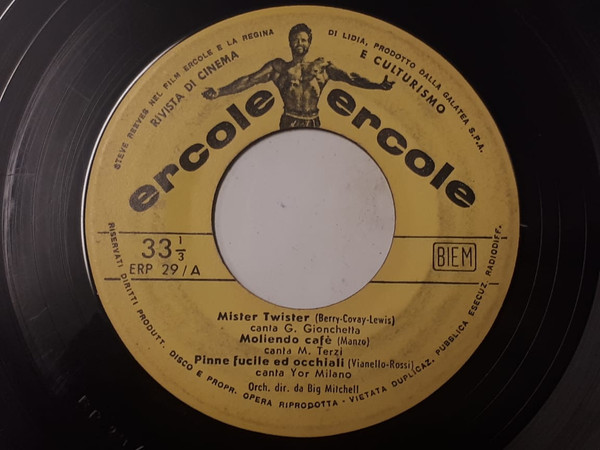 STEVE REEVES NEL FILM ERCOLE E LA REGINA DI LIDIA, PRODOTTO DALLA GALATEA S.P.A.
RIVISTA DI CINEMA E CULTURISMO
ercole ercole
33 1/3
ERP 29/A
BIEM
Mister Twister (Berry-Covay-Lewis)
canta G. Gionchetta
Moliendo cafè (Manzo)
canta M. Terzi
Pinne fucile ed occhiali (Vianello-Rossi)
canta Yor Milano
Orch. dir. da Big Mitchell
RISERVATI DIRITTI PRODUTT. DISCO E PROPR. OPERA RIPRODOTTA - VIETATA DUPLICAZ. PUBBLICA ESECUZ. RADIODIFF.